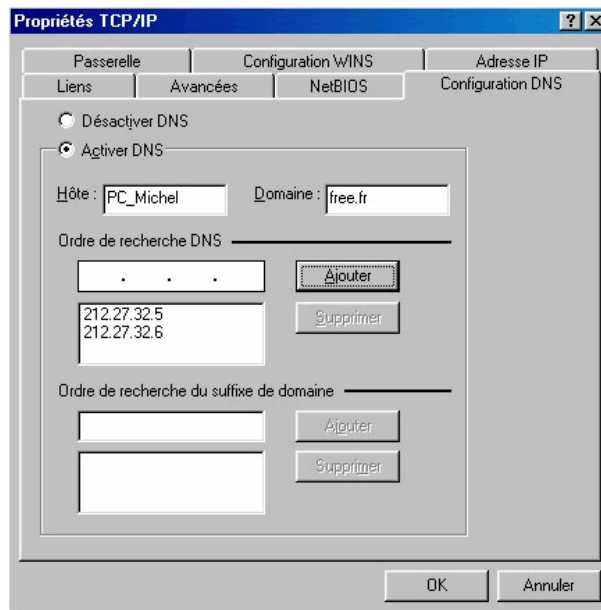 Propriétés TCP/IP
Passerelle Configuration WINS Adresse IP
Liens Avancées NetBIOS Configuration DNS
Désactiver DNS
Activer DNS
Hôte : PC_Michel Domaine : free.fr
Ordre de recherche DNS
. . . Ajouter
212.27.32.5 Supprimer
212.27.32.6
Ordre de recherche du suffixe de domaine
Ajouter
Supprimer
OK Annuler